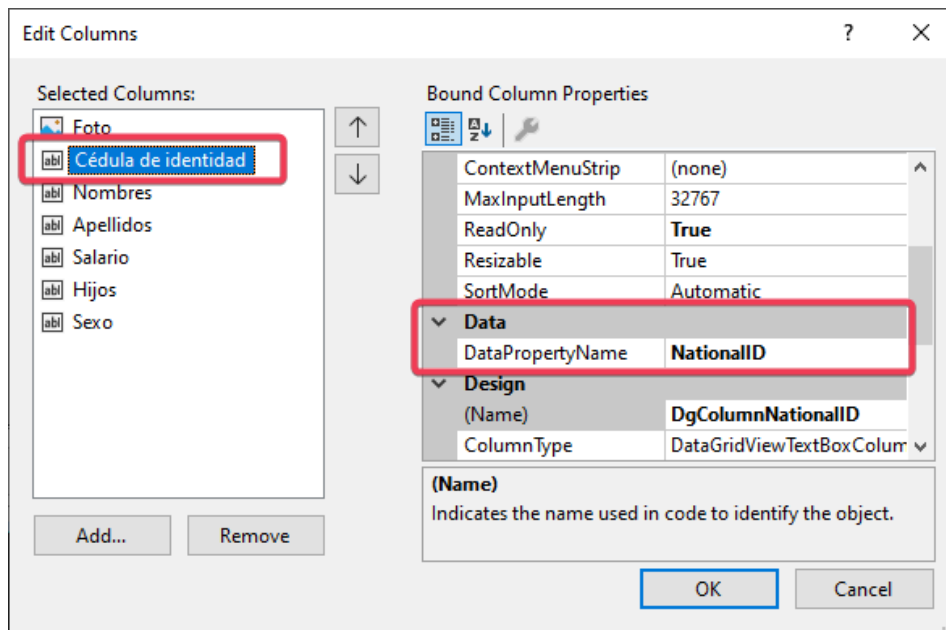 Edit Columns
?
Selected Columns:
Foto
Cédula de identidad
Nombres
Apellidos
Salario
Hijos
Sexo
Add...
Remove
Bound Column Properties
ContextMenuStrip (none)
MaxInputLength 32767
ReadOnly True
Resizable True
SortMode Automatic
Data
DataPropertyName NationalID
Design
(Name) DgColumnNationalID
ColumnType DataGridViewTextBoxColum
(Name)
Indicates the name used in code to identify the object.
OK
Cancel